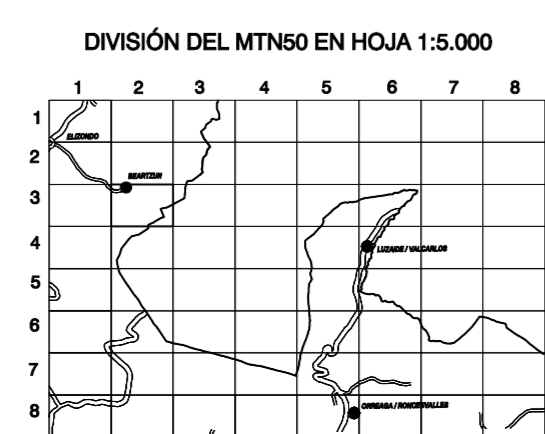 DIVISIÓN DEL MTN50 EN HOJA 1:5.000
1 2 3 4 5 6 7 8
1
ELIZONDO
2
BEARTZUN
3
4
LUZAIDE / VALCARLOS
5
6
7
ORREAGA / RONCESVALLES
8